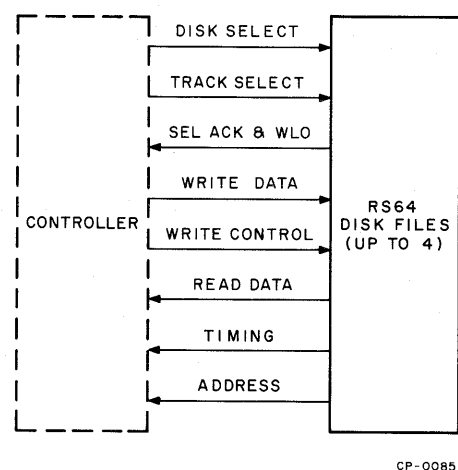 DISK SELECT
TRACK SELECT
SEL ACK & WLO
WRITE DATA
CONTROLLER
WRITE CONTROL
READ DATA
TIMING
ADDRESS
RS64
DISK FILES
(UP TO 4)
CP-0085